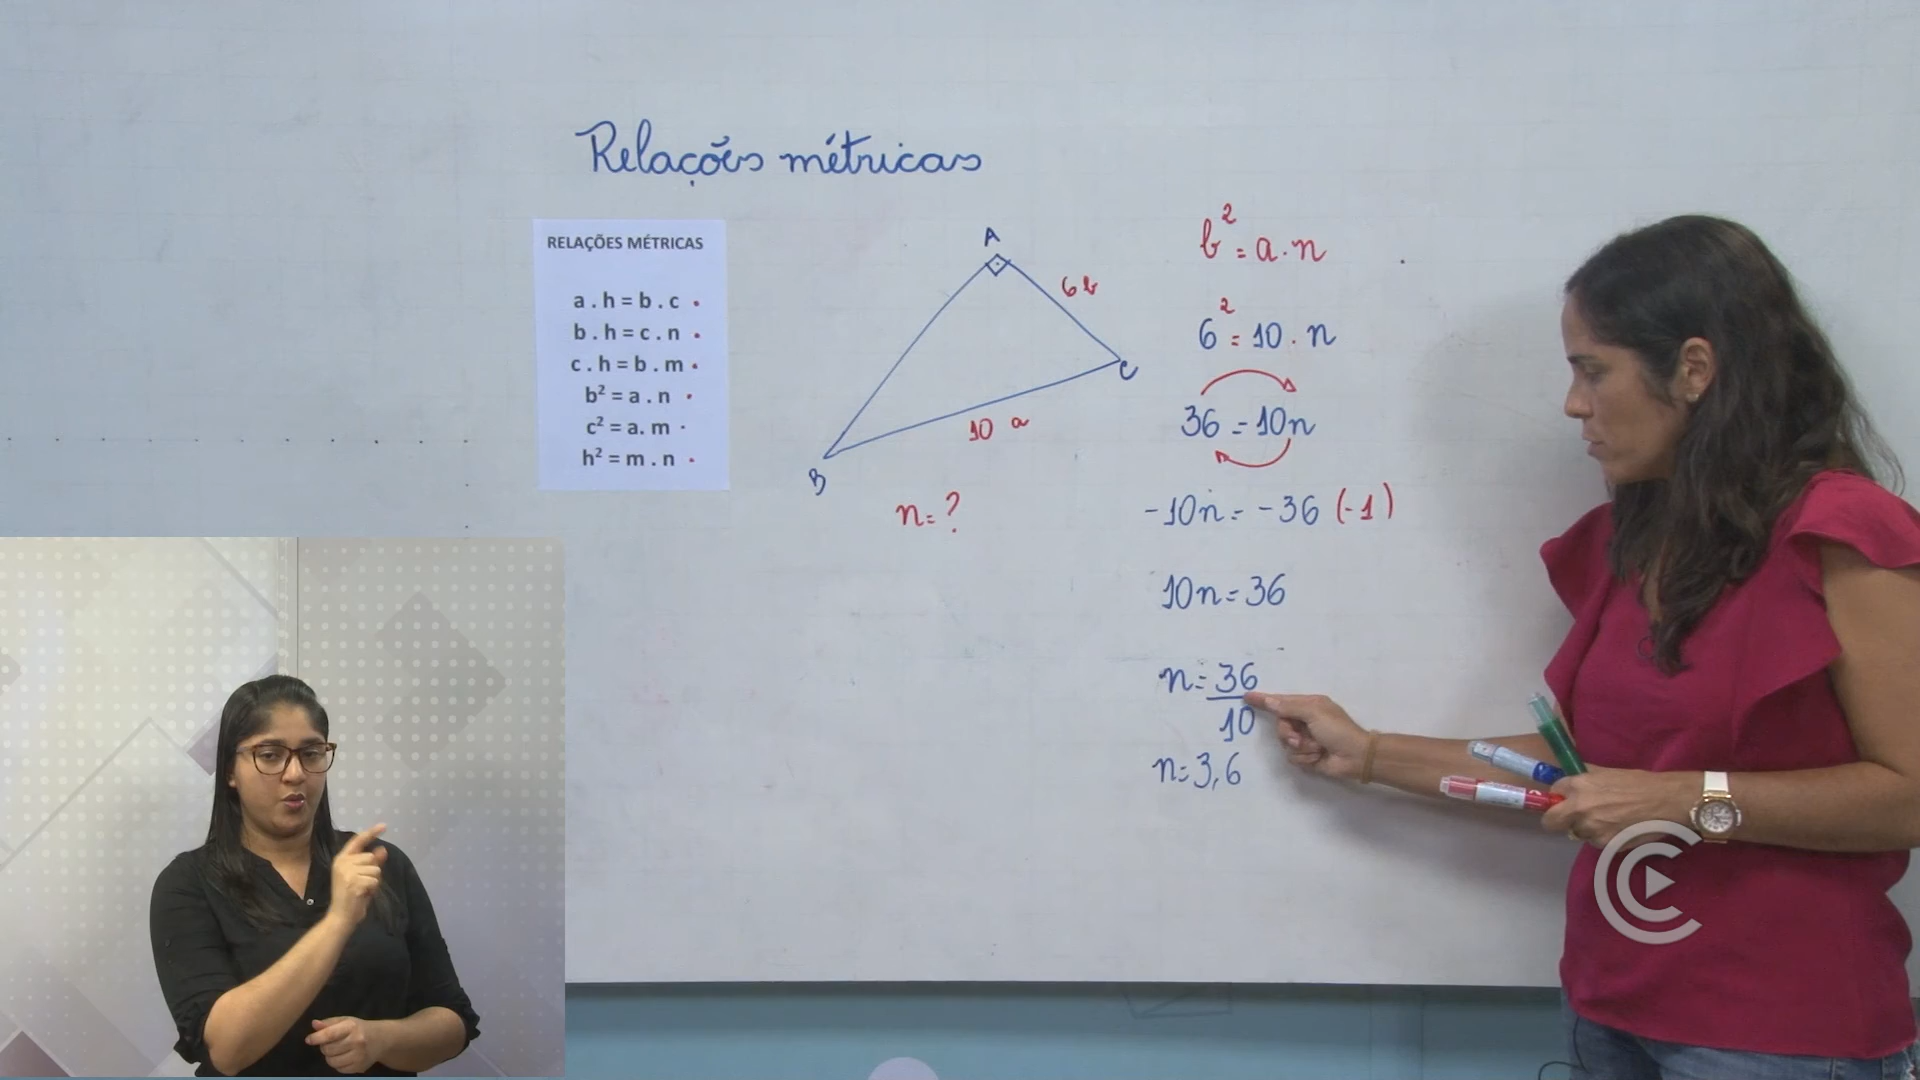 Relações métricas
RELAÇÕES MÉTRICAS
a . h = b . c
b . h = c . n
c . h = b . m
b² = a . n
c² = a. m
h² = m . n
A
6 b
C
10 a
B
n = ?
b² = a . n
6² = 10 . n
36 = 10n
-10n = -36 (-1)
10n = 36
n = 36
10
n = 3,6